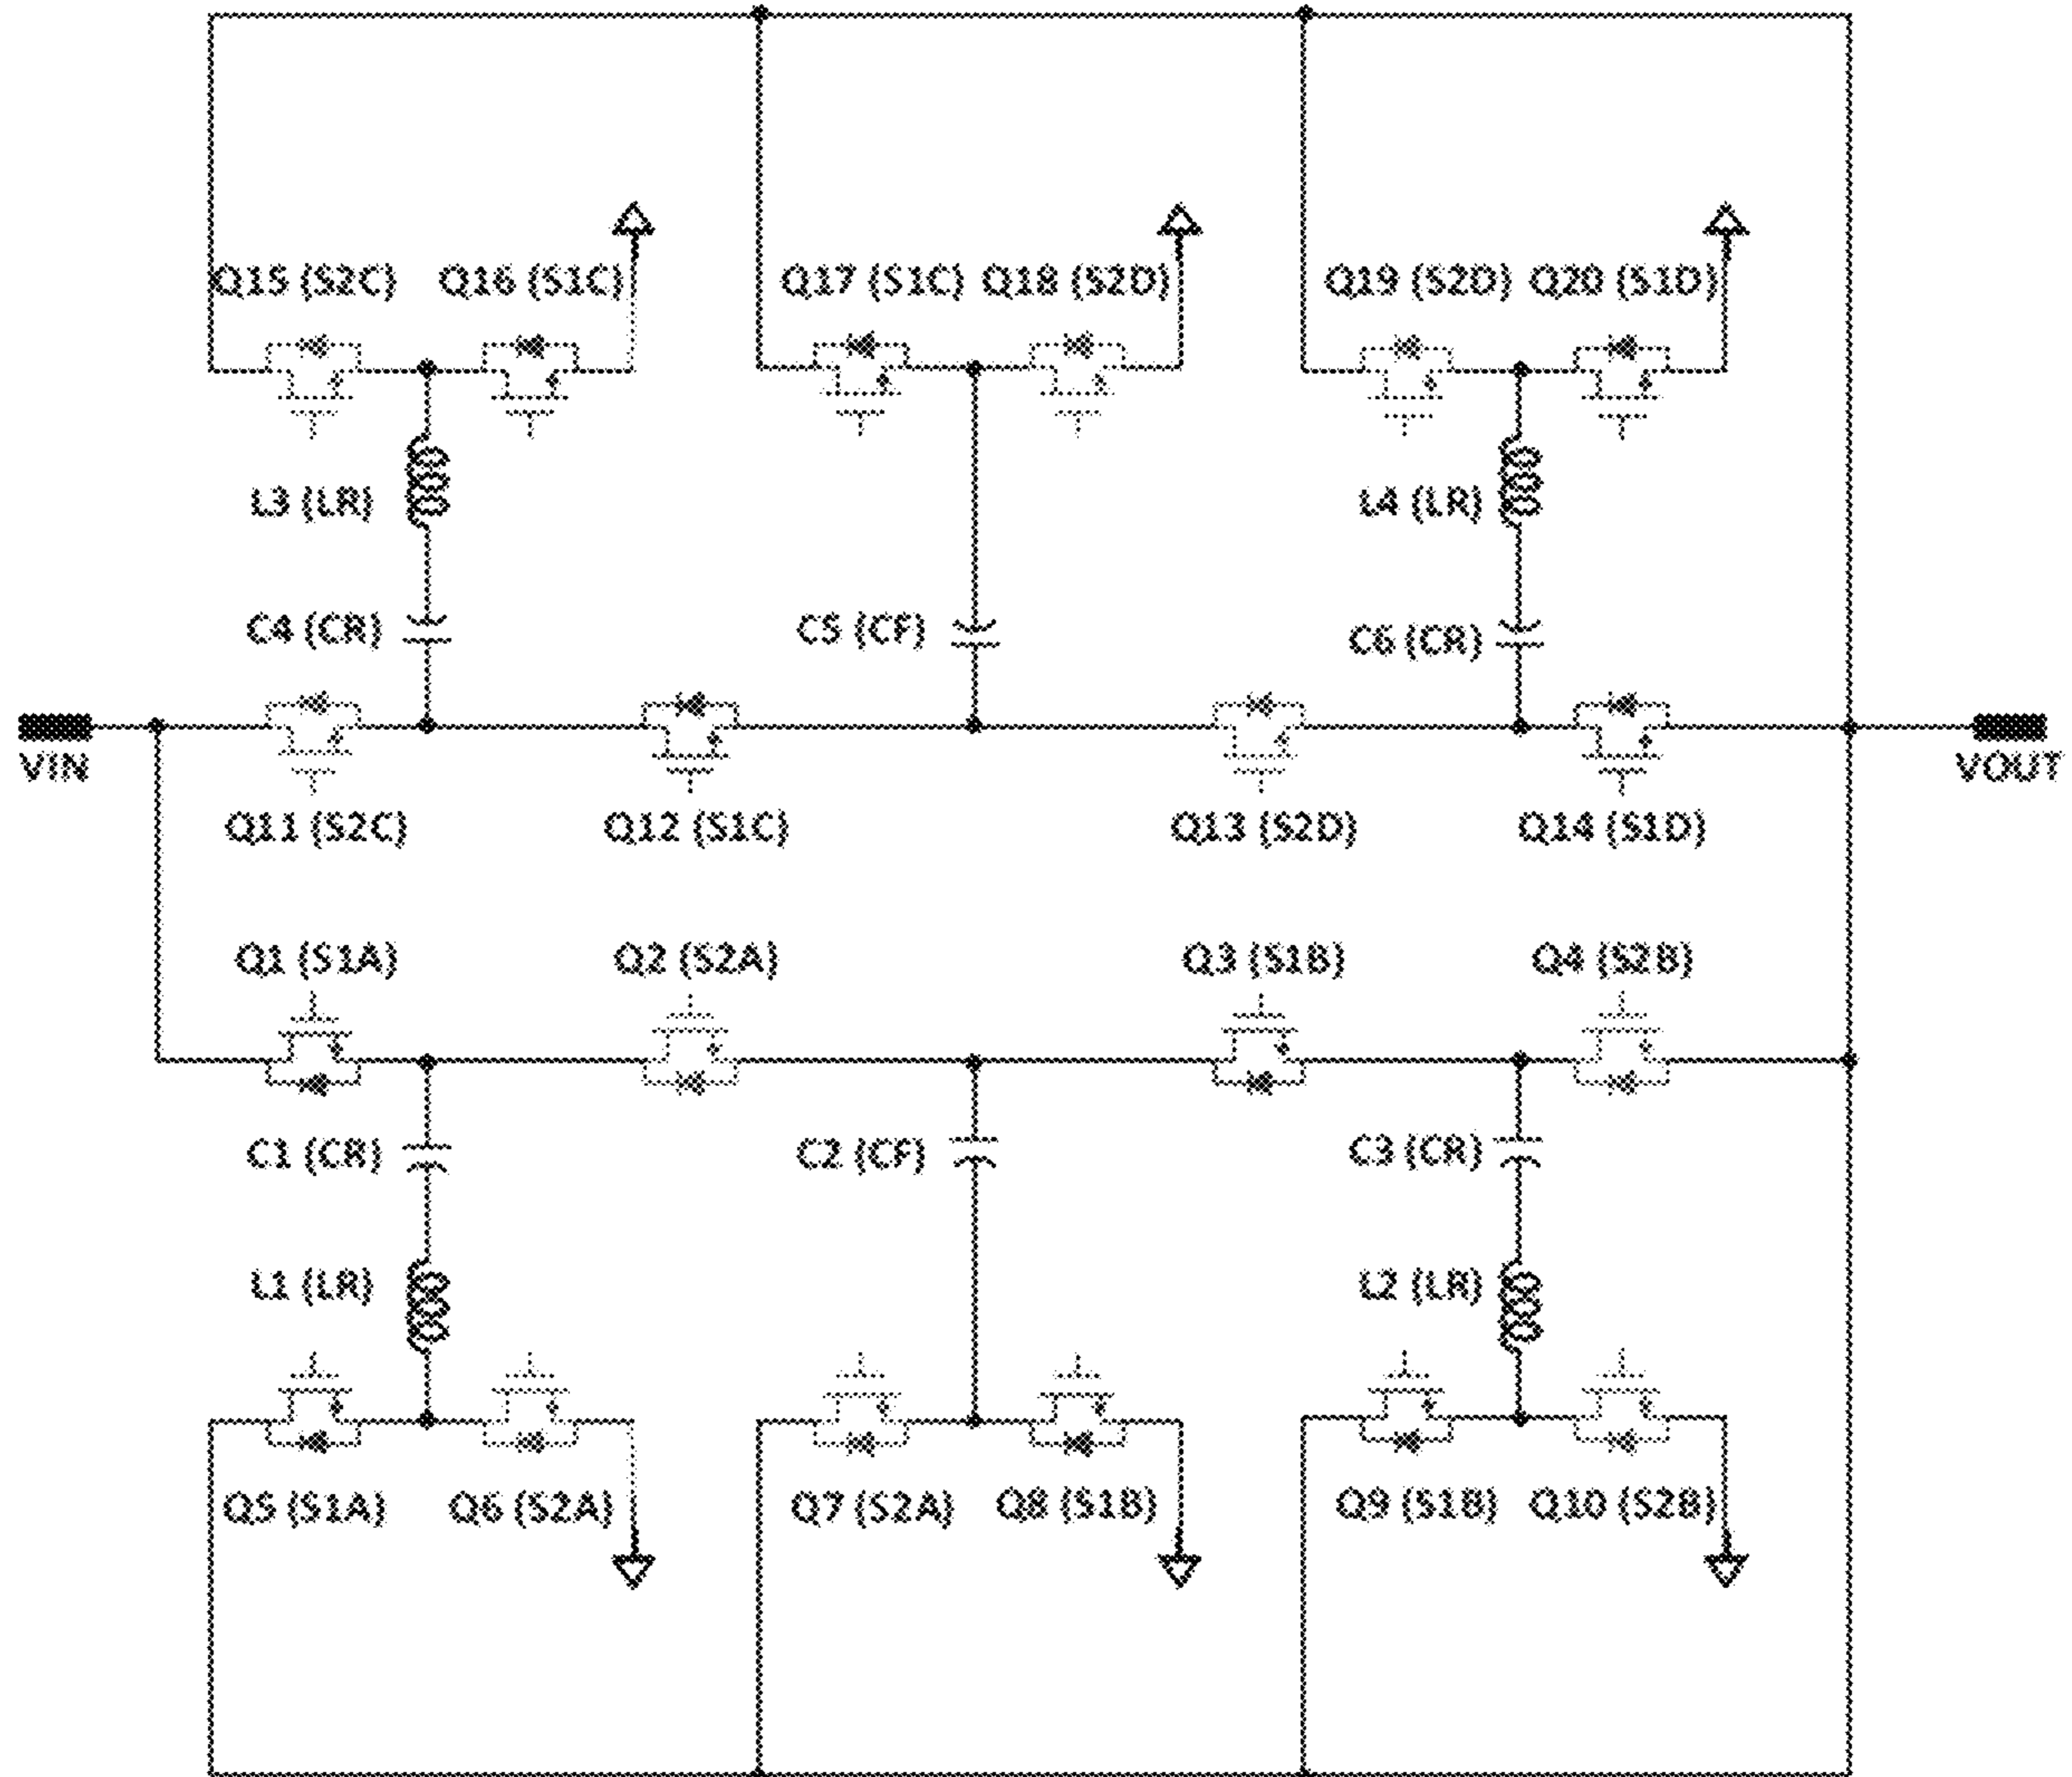 Q15 (S2C) Q16 (S1C) Q17 (S1C) Q18 (S2D) Q19 (S2D) Q20 (S1D)
L3 (LR) L4 (LR)
C4 (CR) C5 (CF) C6 (CR)
VIN VOUT
Q11 (S2C) Q12 (S1C) Q13 (S2D) Q14 (S1D)
Q1 (S1A) Q2 (S2A) Q3 (S1B) Q4 (S2B)
C1 (CR) C2 (CF) C3 (CR)
L1 (LR) L2 (LR)
Q5 (S1A) Q6 (S2A) Q7 (S2A) Q8 (S1B) Q9 (S1B) Q10 (S2B)